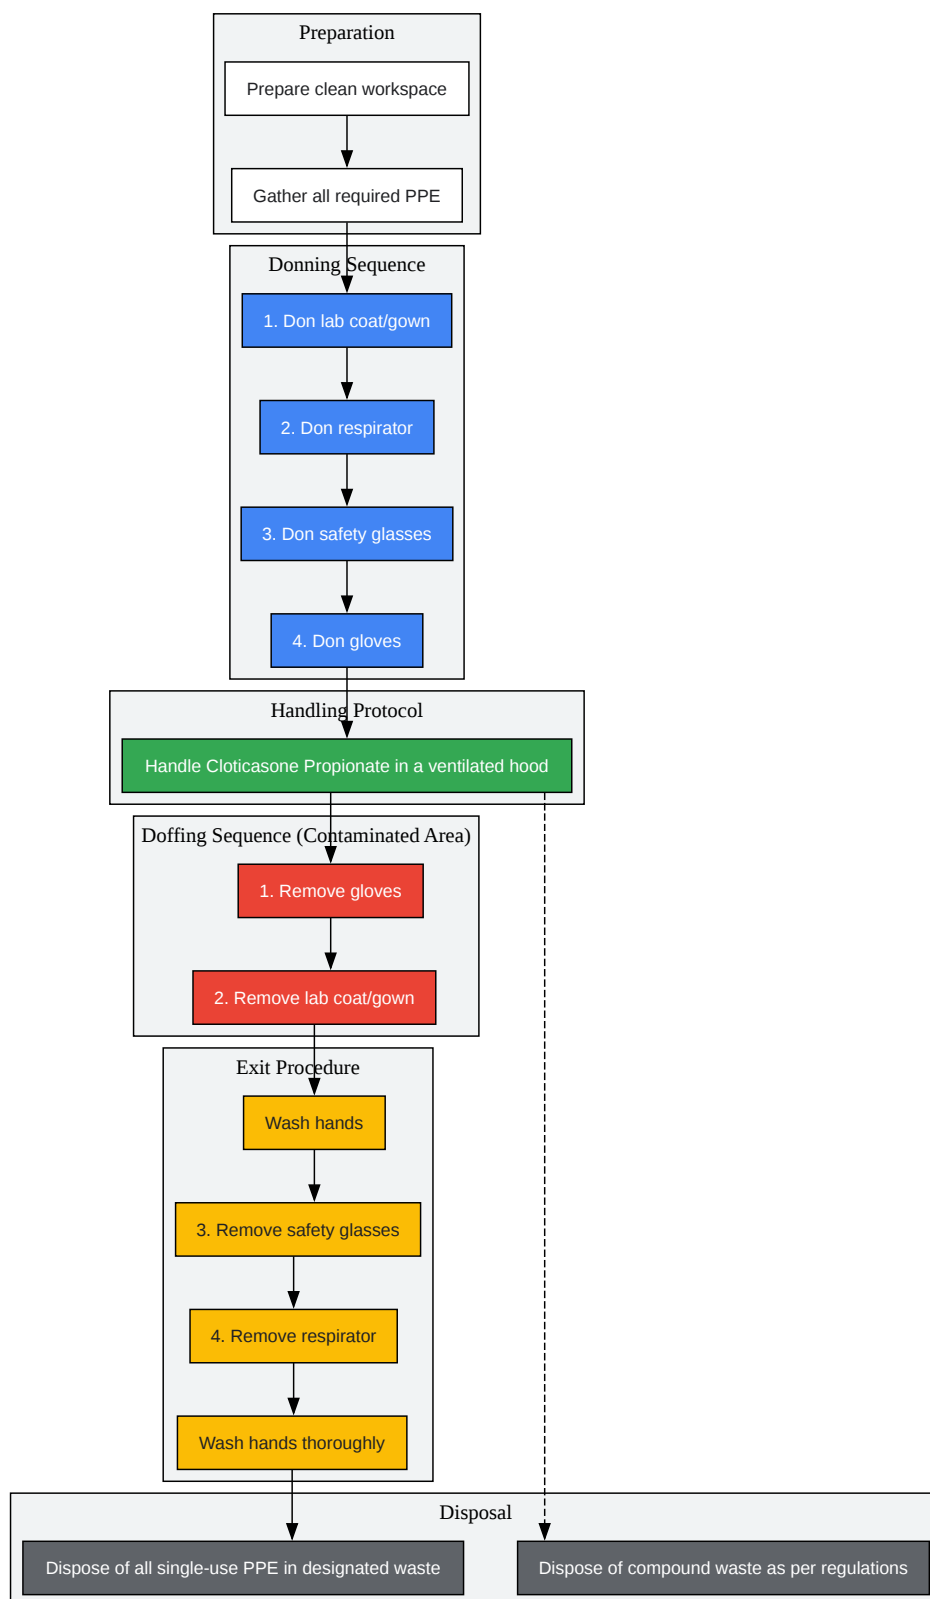 Preparation
Prepare clean workspace
Gather all required PPE
Donning Sequence
1. Don lab coat/gown
2. Don respirator
3. Don safety glasses
4. Don gloves
Handling Protocol
Handle Cloticasone Propionate in a ventilated hood
Doffing Sequence (Contaminated Area)
1. Remove gloves
2. Remove lab coat/gown
Exit Procedure
Wash hands
3. Remove safety glasses
4. Remove respirator
Wash hands thoroughly
Disposal
Dispose of all single-use PPE in designated waste
Dispose of compound waste as per regulations